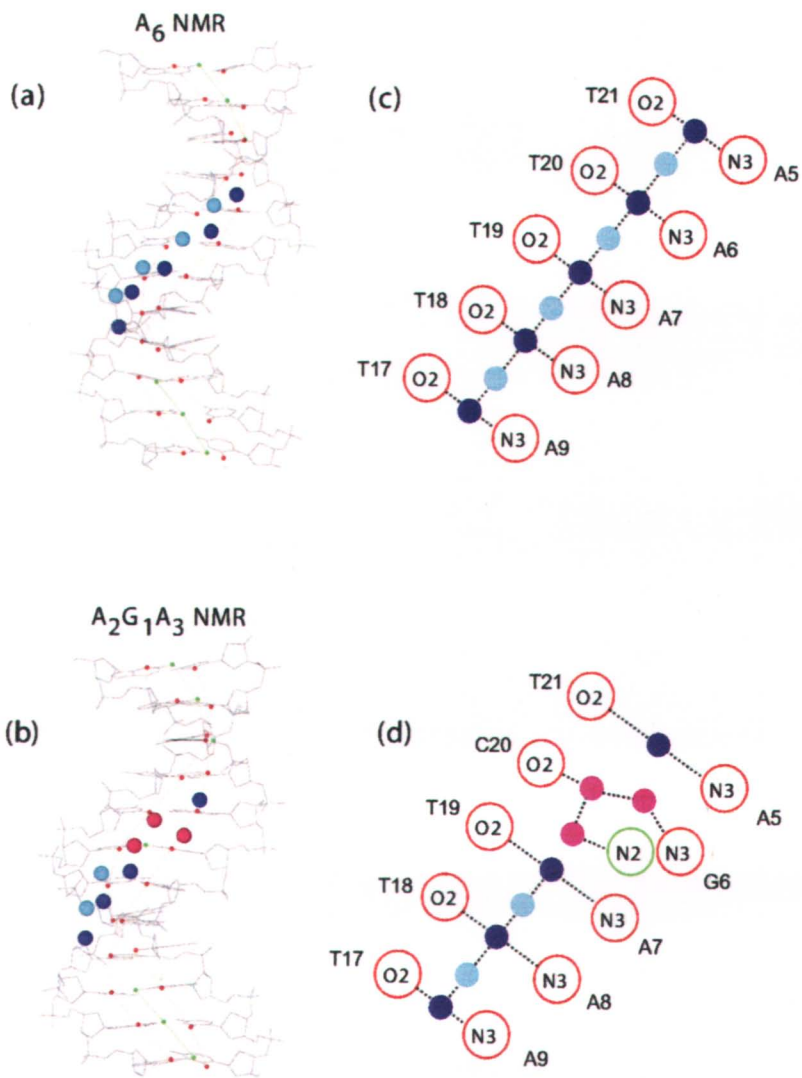 A6 NMR
(a)
(c)
T21
O2
N3
A5
T20
O2
N3
A6
T19
O2
N3
A7
T18
O2
N3
A8
T17
O2
N3
A9
A2G1A3 NMR
(b)
(d)
T21
O2
N3
A5
C20
O2
N2
N3
G6
T19
O2
N3
A7
T18
O2
N3
A8
T17
O2
N3
A9